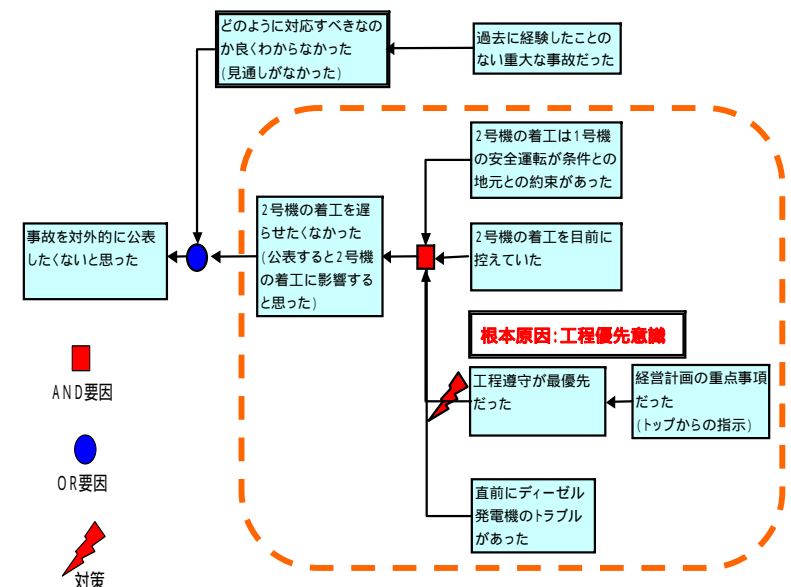 どのように対応すべきなの
か良くわからなかった
(見通しがなかった)
過去に経験したことの
ない重大な事故だった
2号機の着工は1号機
の安全運転が条件との
地元との約束があった
2号機の着工を遅
らせたくなかった
(公表すると2号機
の着工に影響する
と思った)
事故を対外的に公表
したくないと思った
2号機の着工を目前に
控えていた
根本原因:工程優先意識
工程遵守が最優先
だった
経営計画の重点事項
だった
(トップからの指示)
直前にディーゼル
発電機のトラブル
があった
AND要因
OR要因
対策